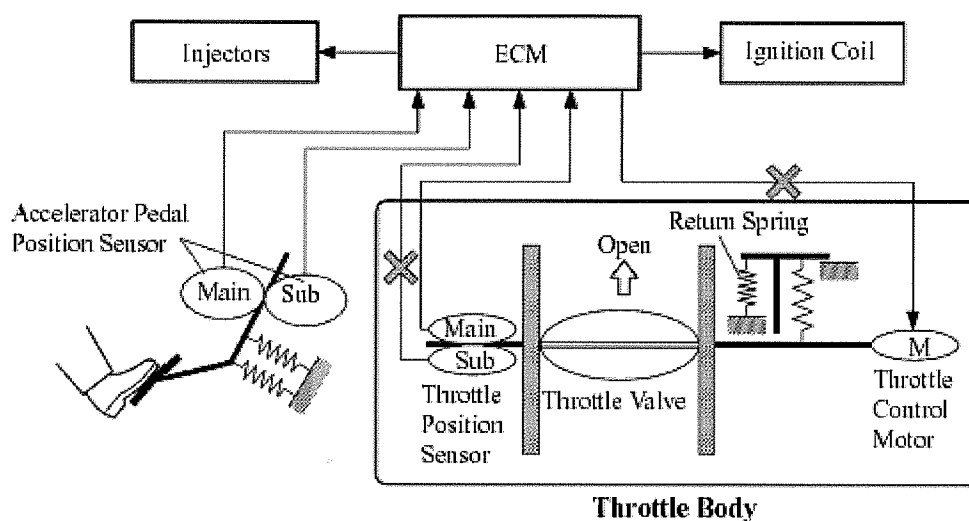 Injectors
ECM
Ignition Coil
Accelerator Pedal
Position Sensor
Main
Sub
Return Spring
Open
Main
Sub
M
Throttle
Position
Sensor
Throttle Valve
Throttle
Control
Motor
Throttle Body